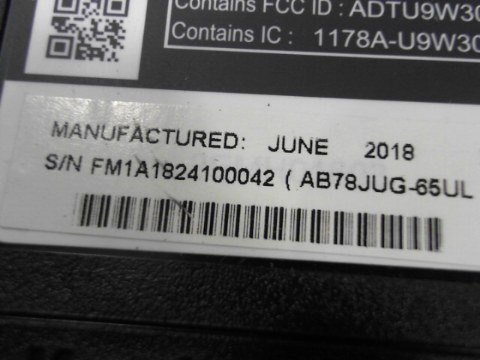 Contains FCC ID : ADTU9W30
Contains IC : 1178A-U9W30
MANUFACTURED: JUNE 2018
S/N FM1A1824100042 ( AB78JUG-65UL